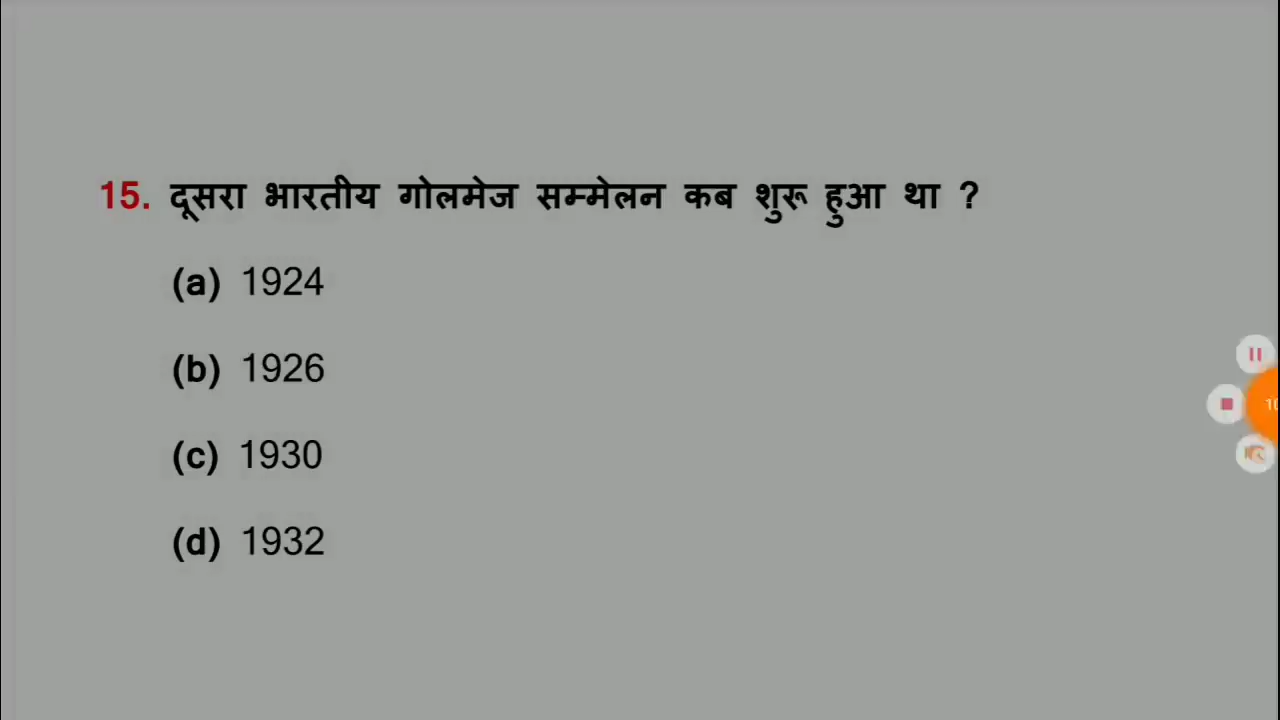 15. दूसरा भारतीय गोलमेज सम्मेलन कब शुरू हुआ था ?
(a) 1924
(b) 1926
(c) 1930
(d) 1932